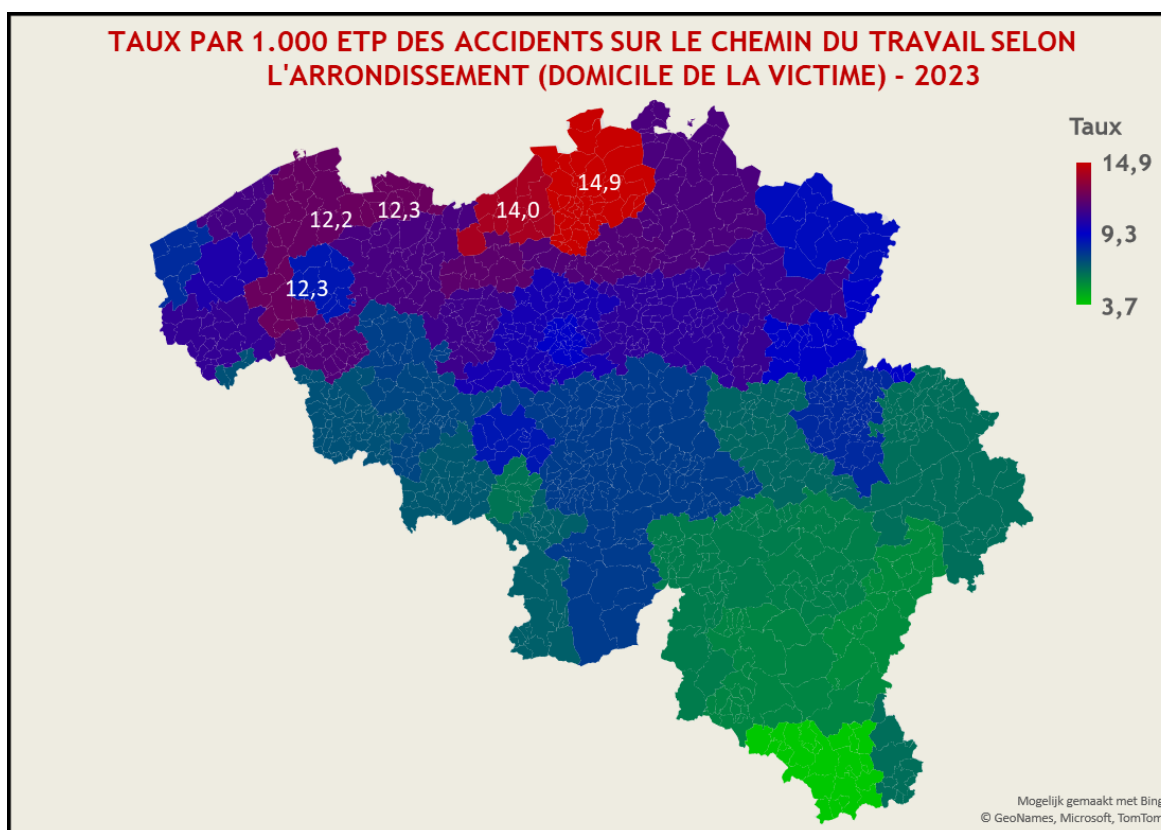 TAUX PAR 1.000 ETP DES ACCIDENTS SUR LE CHEMIN DU TRAVAIL SELON
L'ARRONDISSEMENT (DOMICILE DE LA VICTIME) - 2023
Taux
14,9
9,3
3,7
14,9
14,0
12,3
12,2
12,3
Mogelijk gemaakt met Bing
© GeoNames, Microsoft, TomTom